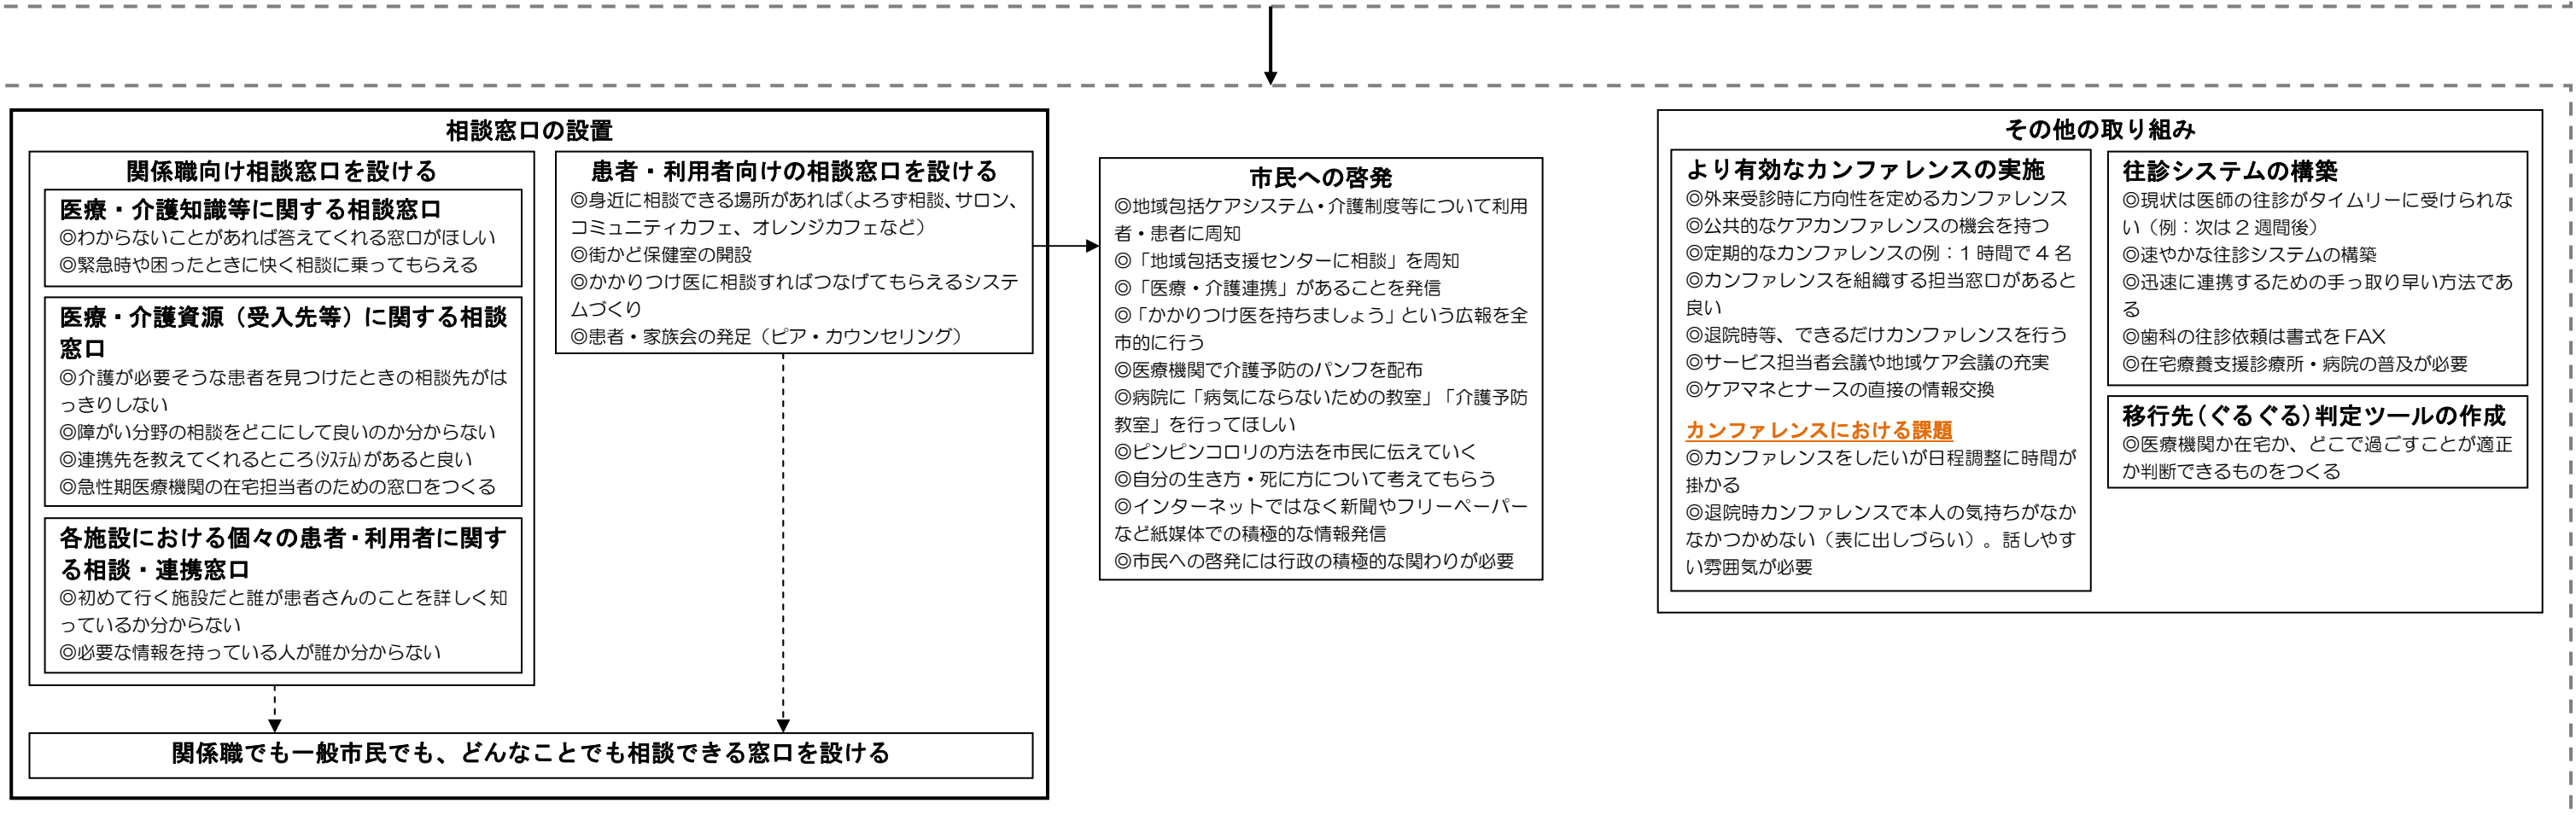 相談窓口の設置
関係職向け相談窓口を設ける
医療・介護知識等に関する相談窓口
◎わからないことがあれば答えてくれる窓口がほしい
◎緊急時や困ったときに快く相談に乗ってもらえる
医療・介護資源（受入先等）に関する相談
窓口
◎介護が必要そうな患者を見つけたときの相談先がは
っきりしない
◎障がい分野の相談をどこにして良いのか分からない
◎連携先を教えてくれるところ(ｼｽﾃﾑ)があると良い
◎急性期医療機関の在宅担当者のための窓口をつくる
各施設における個々の患者・利用者に関す
る相談・連携窓口
◎初めて行く施設だと誰が患者さんのことを詳しく知
っているか分からない
◎必要な情報を持っている人が誰か分からない
患者・利用者向けの相談窓口を設ける
◎身近に相談できる場所があれば（よろず相談、サロン、
コミュニティカフェ、オレンジカフェなど）
◎街かど保健室の開設
◎かかりつけ医に相談すればつなげてもらえるシステ
ムづくり
◎患者・家族会の発足（ピア・カウンセリング）
関係職でも一般市民でも、どんなことでも相談できる窓口を設ける
市民への啓発
◎地域包括ケアシステム・介護制度等について利用
者・患者に周知
◎「地域包括支援センターに相談」を周知
◎「医療・介護連携」があることを発信
◎「かかりつけ医を持ちましょう」という広報を全
市的に行う
◎医療機関で介護予防のパンフを配布
◎病院に「病気にならないための教室」「介護予防
教室」を行ってほしい
◎ピンピンコロリの方法を市民に伝えていく
◎自分の生き方・死に方について考えてもらう
◎インターネットではなく新聞やフリーペーパー
など紙媒体での積極的な情報発信
◎市民への啓発には行政の積極的な関わりが必要
その他の取り組み
より有効なカンファレンスの実施
◎外来受診時に方向性を定めるカンファレンス
◎公共的なケアカンファレンスの機会を持つ
◎定期的なカンファレンスの例：１時間で４名
◎カンファレンスを組織する担当窓口があると
良い
◎退院時等、できるだけカンファレンスを行う
◎サービス担当者会議や地域ケア会議の充実
◎ケアマネとナースの直接の情報交換
カンファレンスにおける課題
◎カンファレンスをしたいが日程調整に時間が
掛かる
◎退院時カンファレンスで本人の気持ちがなか
なかつかめない（表に出しづらい）。話しやす
い雰囲気が必要
往診システムの構築
◎現状は医師の往診がタイムリーに受けられな
い（例：次は２週間後）
◎速やかな往診システムの構築
◎迅速に連携するための手っ取り早い方法であ
る
◎歯科の往診依頼は書式をFAX
◎在宅療養支援診療所・病院の普及が必要
移行先（ぐるぐる）判定ツールの作成
◎医療機関か在宅か、どこで過ごすことが適正
か判断できるものをつくる